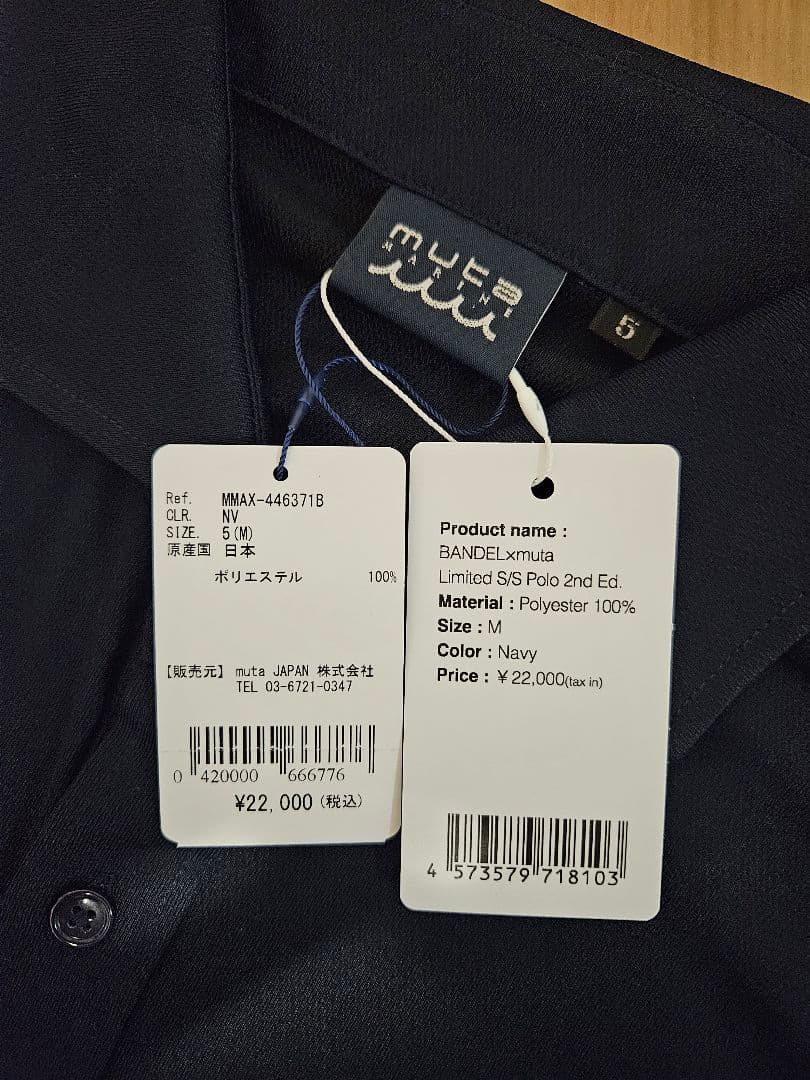 muta
MARINE
5
Ref. MMAX-446371B
CLR. NV
SIZE. 5(M)
原産国 日本
ポリエステル 100%
【販売元】 muta JAPAN 株式会社
TEL 03-6721-0347
0 420000 666776
¥22,000(税込)
Product name :
BANDEL×muta
Limited S/S Polo 2nd Ed.
Material : Polyester 100%
Size : M
Color : Navy
Price : ¥22,000(tax in)
4 573579 718103